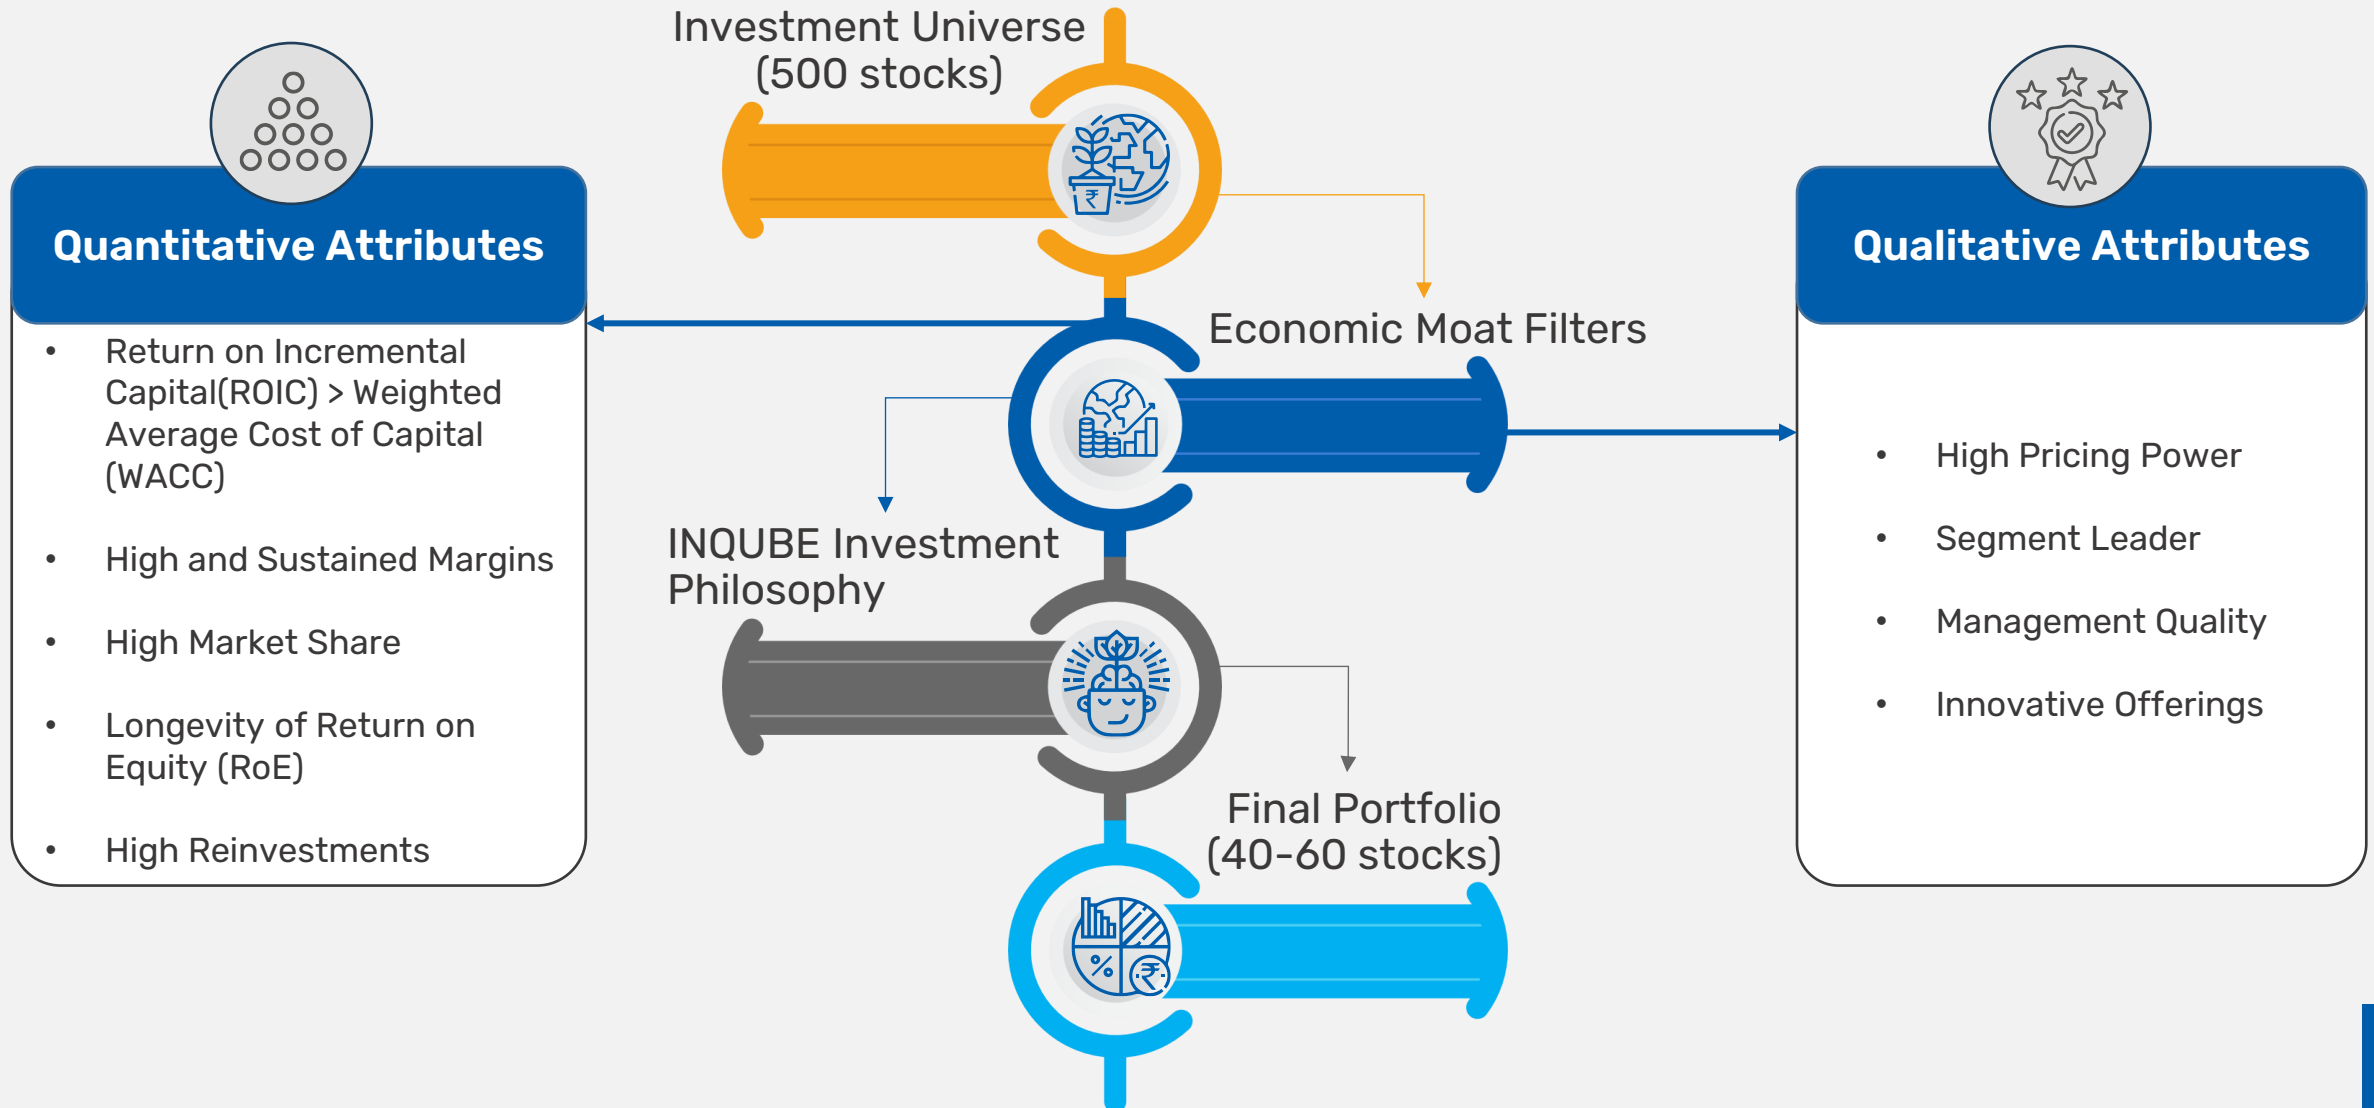 Investment Universe
(500 stocks)
Quantitative Attributes
• Return on Incremental
Capital(ROIC) > Weighted
Average Cost of Capital
(WACC)
• High and Sustained Margins
• High Market Share
• Longevity of Return on
Equity (RoE)
• High Reinvestments
Economic Moat Filters
INQUBE Investment
Philosophy
Final Portfolio
(40-60 stocks)
Qualitative Attributes
• High Pricing Power
• Segment Leader
• Management Quality
• Innovative Offerings
₹
%
₹